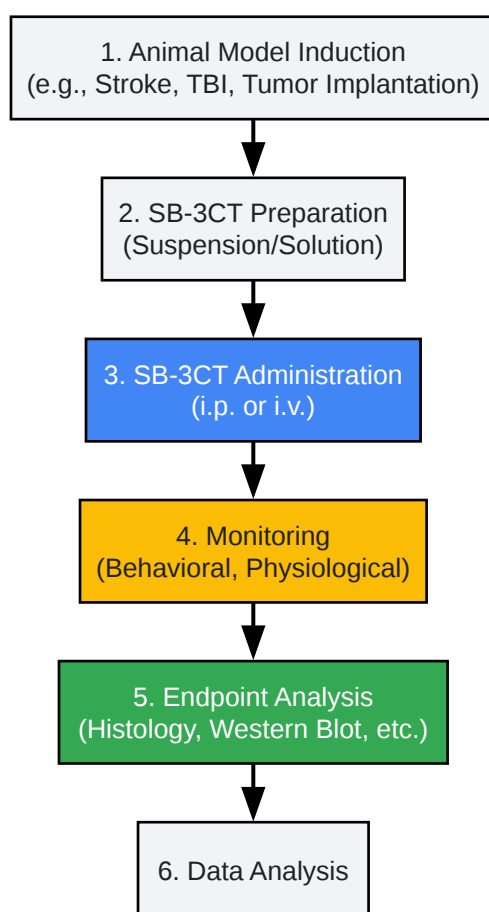 1. Animal Model Induction
(e.g., Stroke, TBI, Tumor Implantation)
2. SB-3CT Preparation
(Suspension/Solution)
3. SB-3CT Administration
(i.p. or i.v.)
4. Monitoring
(Behavioral, Physiological)
5. Endpoint Analysis
(Histology, Western Blot, etc.)
6. Data Analysis